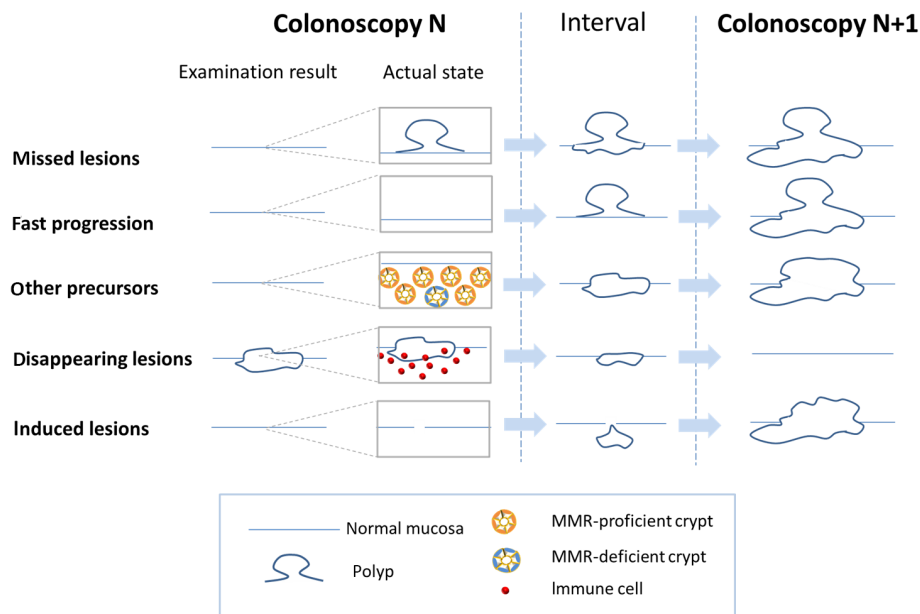 Colonoscopy N
Interval
Colonoscopy N+1
Examination result
Actual state
Missed lesions
Fast progression
Other precursors
Disappearing lesions
Induced lesions
Normal mucosa
MMR-proficient crypt
Polyp
MMR-deficient crypt
Immune cell